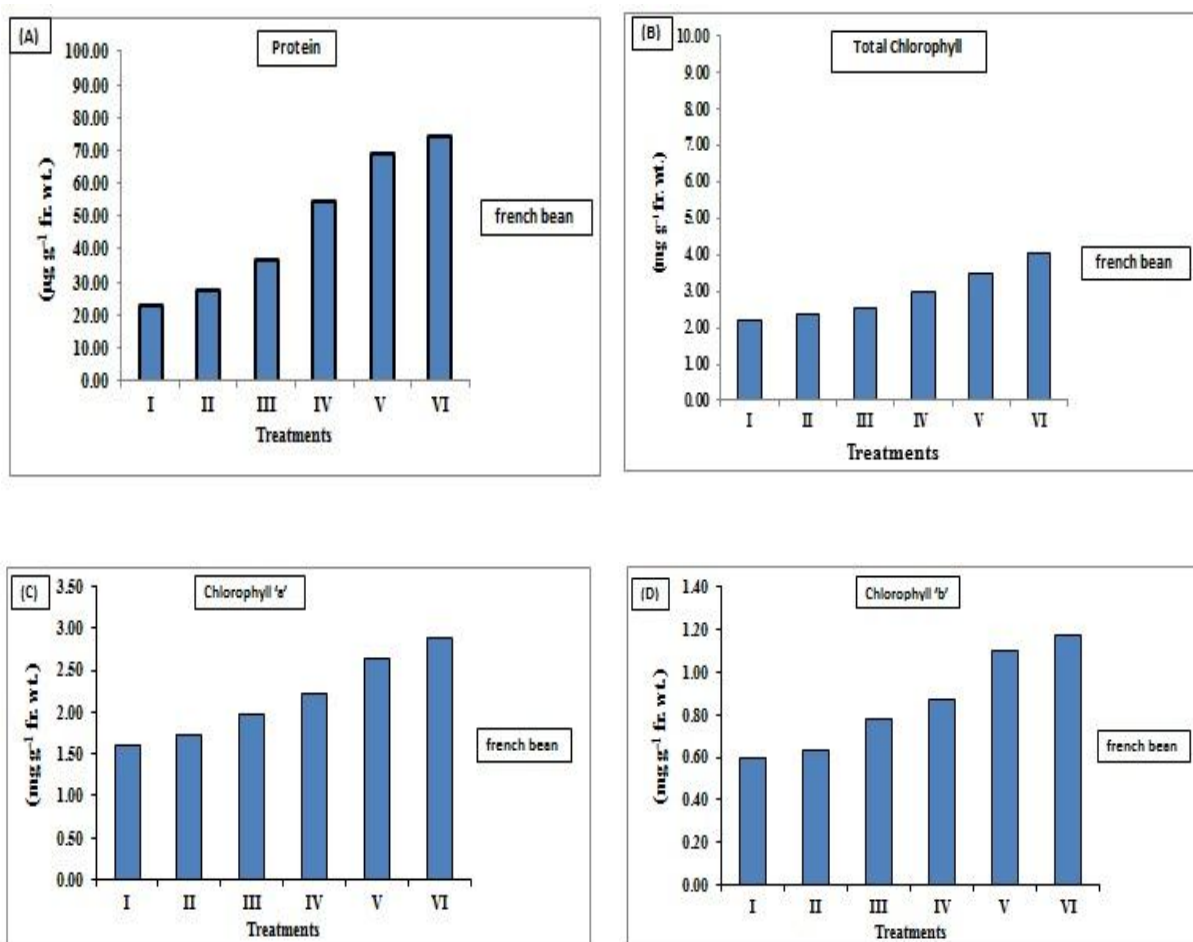 (A)
Protein
100.00
90.00
80.00
70.00
60.00
50.00
40.00
30.00
20.00
10.00
0.00
(µg g⁻¹ fr. wt.)
I II III IV V VI
Treatments
french bean
(B)
Total Chlorophyll
10.00
9.00
8.00
7.00
6.00
5.00
4.00
3.00
2.00
1.00
0.00
(mg g⁻¹ fr. wt.)
I II III IV V VI
Treatments
french bean
(C)
Chlorophyll 'a'
3.50
3.00
2.50
2.00
1.50
1.00
0.50
0.00
(mg g⁻¹ fr. wt.)
I II III IV V VI
Treatments
french bean
(D)
Chlorophyll 'b'
1.40
1.20
1.00
0.80
0.60
0.40
0.20
0.00
(mg g⁻¹ fr. wt.)
I II III IV V VI
Treatments
french bean